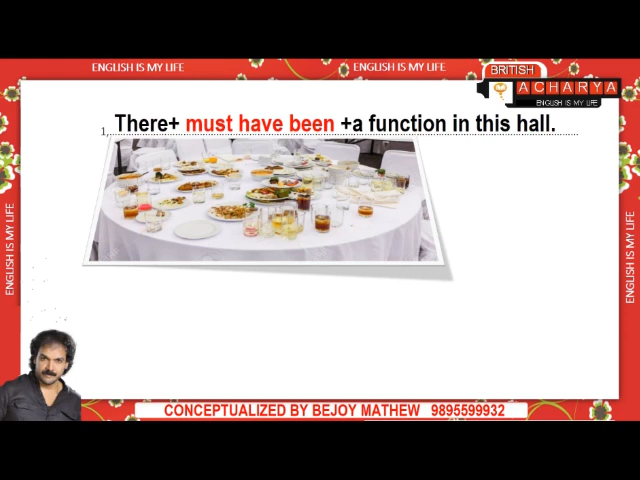 ENGLISH IS MY LIFE
ENGLISH IS MY LIFE
BRITISH
ACHARYA
ENGLISH IS MY LIFE
There+ must have been +a function in this hall.
1,
ENGLISH IS MY LIFE
ENGLISH IS MY LIFE
CONCEPTUALIZED BY BEJOY MATHEW 9895599932